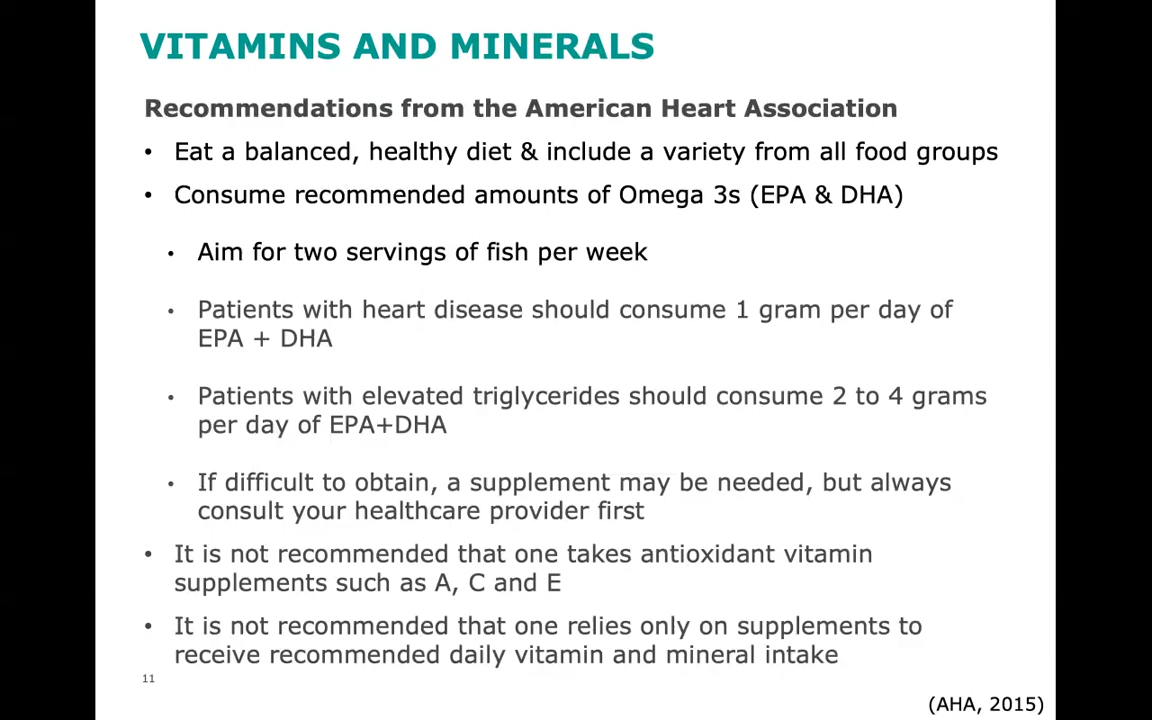 VITAMINS AND MINERALS
Recommendations from the American Heart Association
• Eat a balanced, healthy diet & include a variety from all food groups
• Consume recommended amounts of Omega 3s (EPA & DHA)
• Aim for two servings of fish per week
• Patients with heart disease should consume 1 gram per day of
EPA + DHA
• Patients with elevated triglycerides should consume 2 to 4 grams
per day of EPA+DHA
• If difficult to obtain, a supplement may be needed, but always
consult your healthcare provider first
• It is not recommended that one takes antioxidant vitamin
supplements such as A, C and E
• It is not recommended that one relies only on supplements to
receive recommended daily vitamin and mineral intake
11
(AHA, 2015)